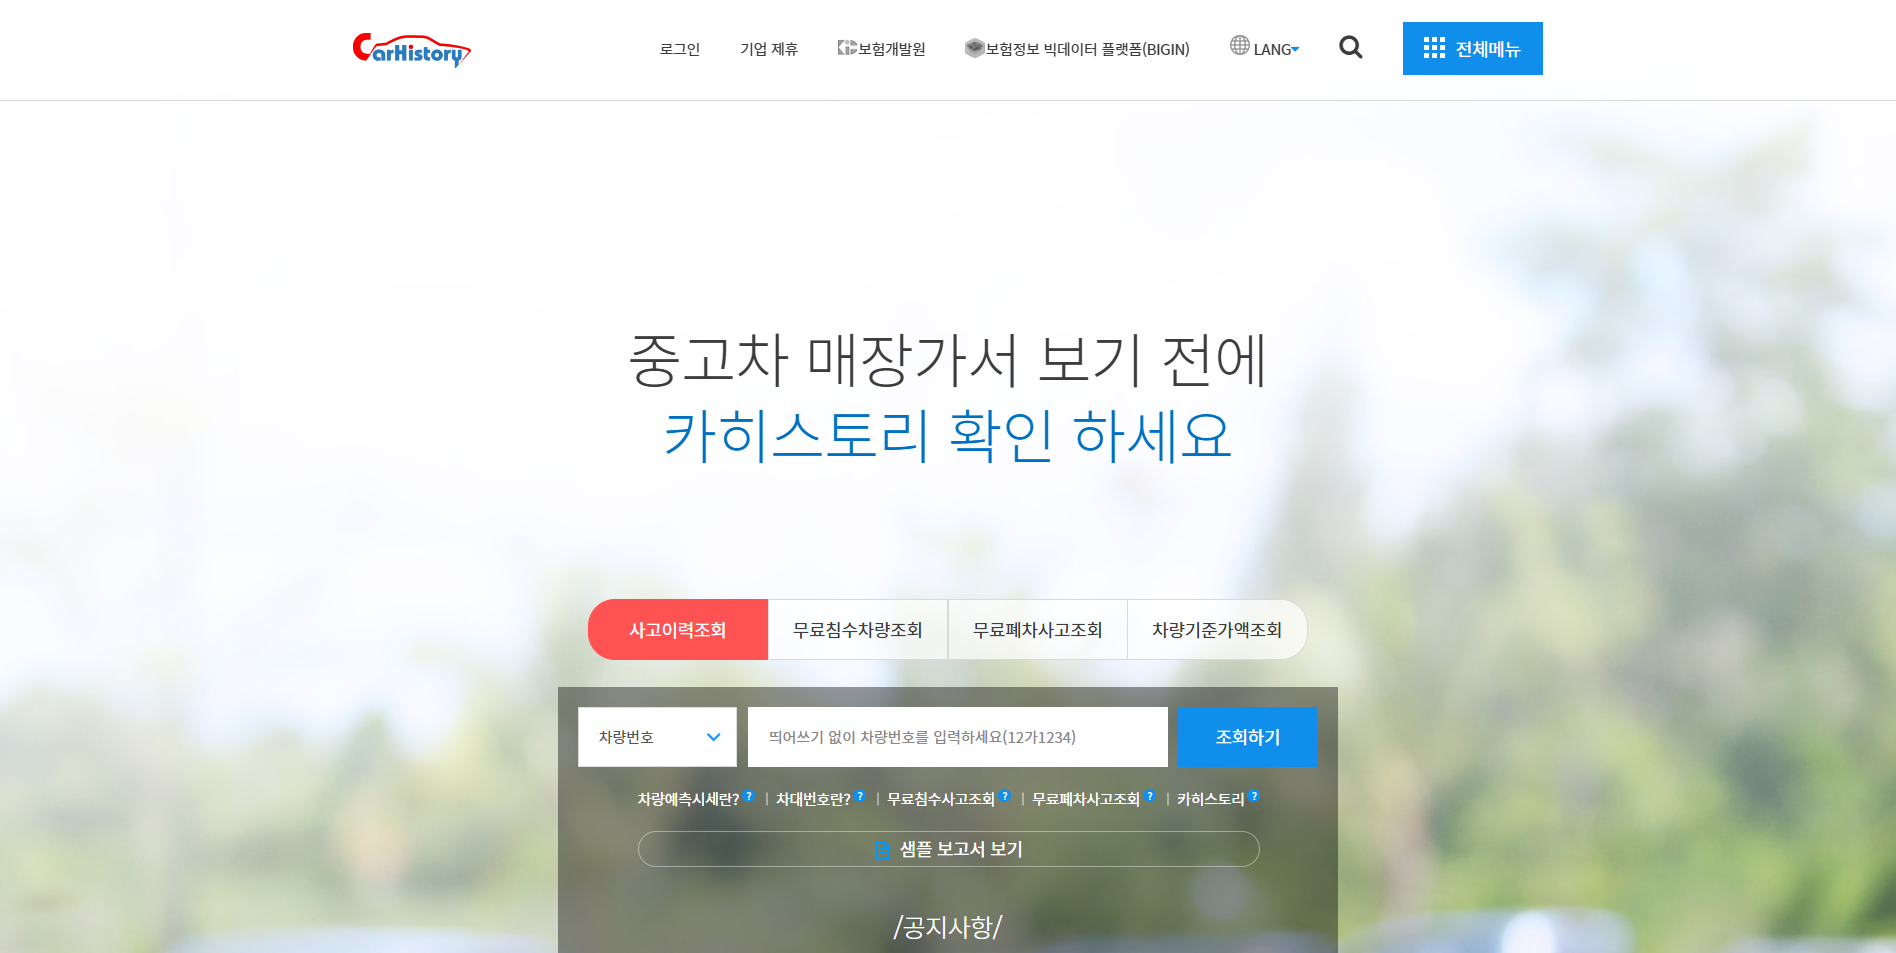 CarHistory
로그인
기업 제휴
KiDi보험개발원
보험정보 빅데이터 플랫폼(BIGIN)
LANG
전체메뉴
중고차 매장가서 보기 전에
카히스토리 확인 하세요
사고이력조회
무료침수차량조회
무료폐차사고조회
차량기준가액조회
차량번호
띄어쓰기 없이 차량번호를 입력하세요(12가1234)
조회하기
차량예측시세란? ? | 차대번호란? ? | 무료침수사고조회 ? | 무료폐차사고조회 ? | 카히스토리 ?
샘플 보고서 보기
/공지사항/